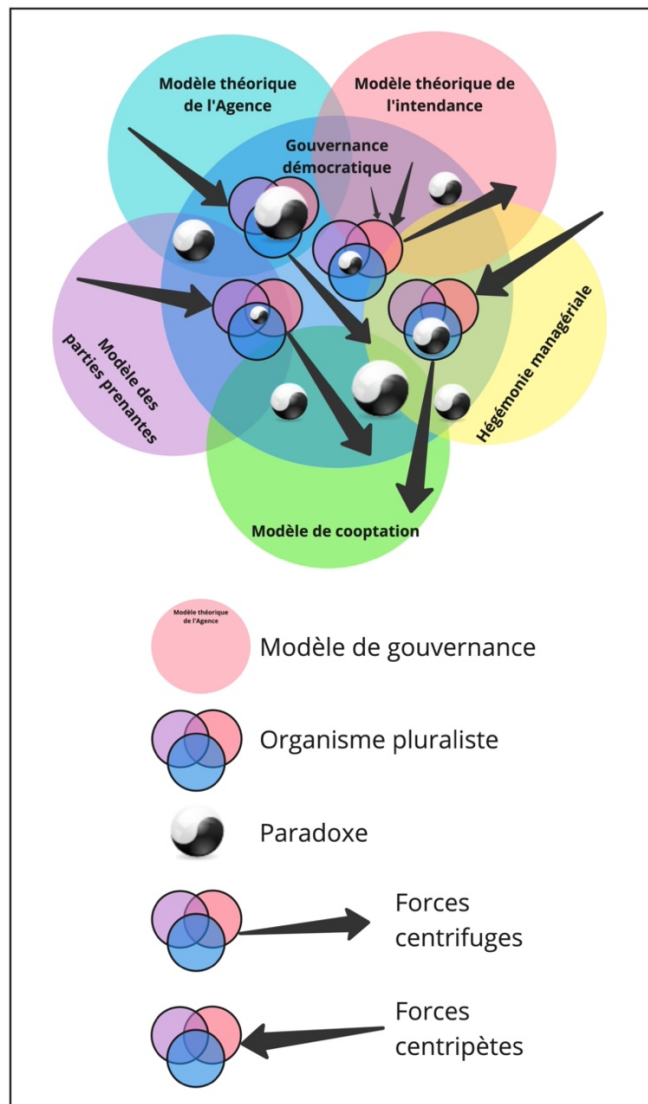 Modèle théorique
de l'Agence
Modèle théorique de
l'intendance
Gouvernance
démocratique
Modèle des
parties prenantes
Hégémonie managériale
Modèle de cooptation
Modèle théorique
de l'Agence
Modèle de gouvernance
Organisme pluraliste
Paradoxe
Forces
centrifuges
Forces
centripètes